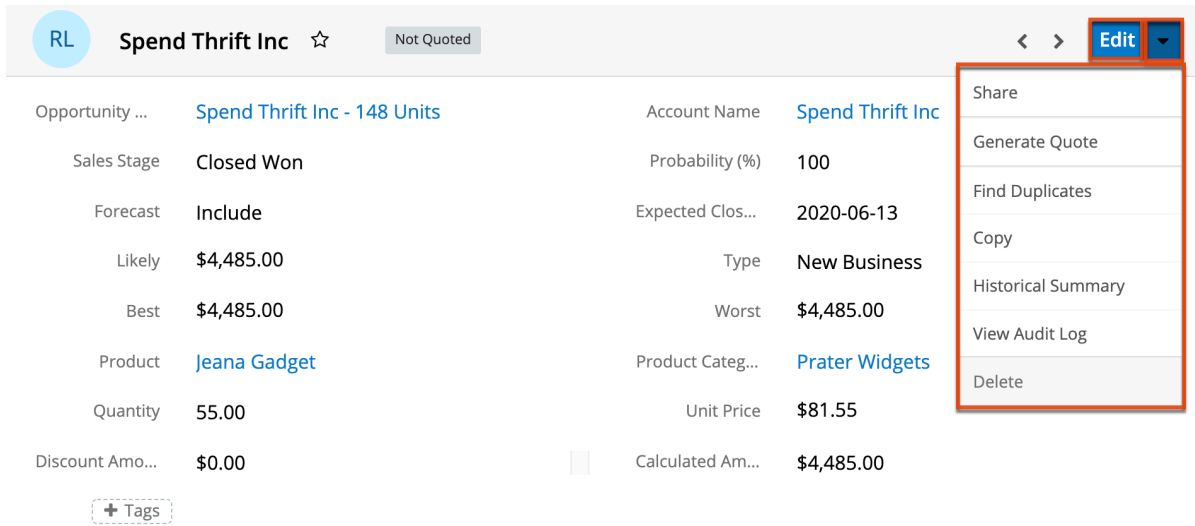 RL Spend Thrift Inc Not Quoted Edit
Share
Opportunity ... Spend Thrift Inc - 148 Units Account Name Spend Thrift Inc
Generate Quote
Sales Stage Closed Won Probability (%) 100
Find Duplicates
Forecast Include Expected Clos... 2020-06-13
Copy
Likely $4,485.00 Type New Business
Historical Summary
Best $4,485.00 Worst $4,485.00
View Audit Log
Product Jeana Gadget Product Categ... Prater Widgets
Delete
Quantity 55.00 Unit Price $81.55
Discount Amo... $0.00 Calculated Am... $4,485.00
+ Tags